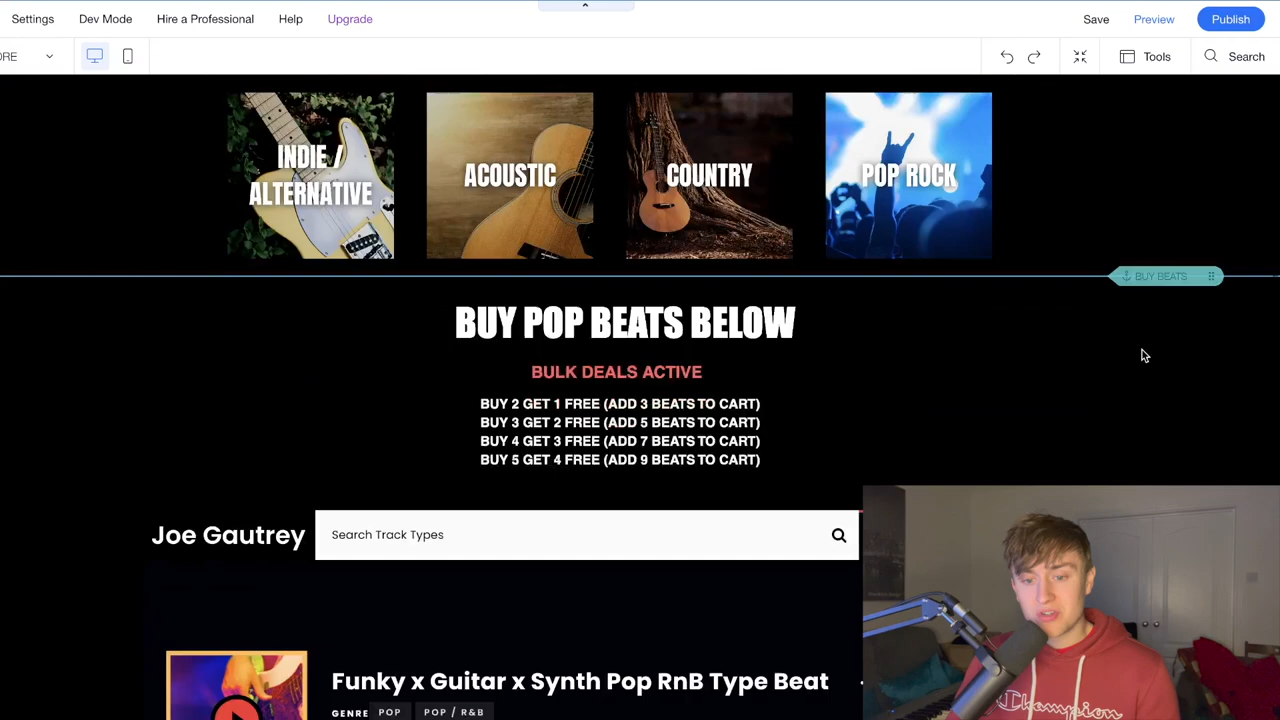 Settings Dev Mode Hire a Professional Help Upgrade Save Preview Publish
ORE Tools Search
INDIE /
ALTERNATIVE
ACOUSTIC
COUNTRY
POP ROCK
BUY BEATS
BUY POP BEATS BELOW
BULK DEALS ACTIVE
BUY 2 GET 1 FREE (ADD 3 BEATS TO CART)
BUY 3 GET 2 FREE (ADD 5 BEATS TO CART)
BUY 4 GET 3 FREE (ADD 7 BEATS TO CART)
BUY 5 GET 4 FREE (ADD 9 BEATS TO CART)
Joe Gautrey Search Track Types
Funky x Guitar x Synth Pop RnB Type Beat
GENRE POP POP / R&B
Champion